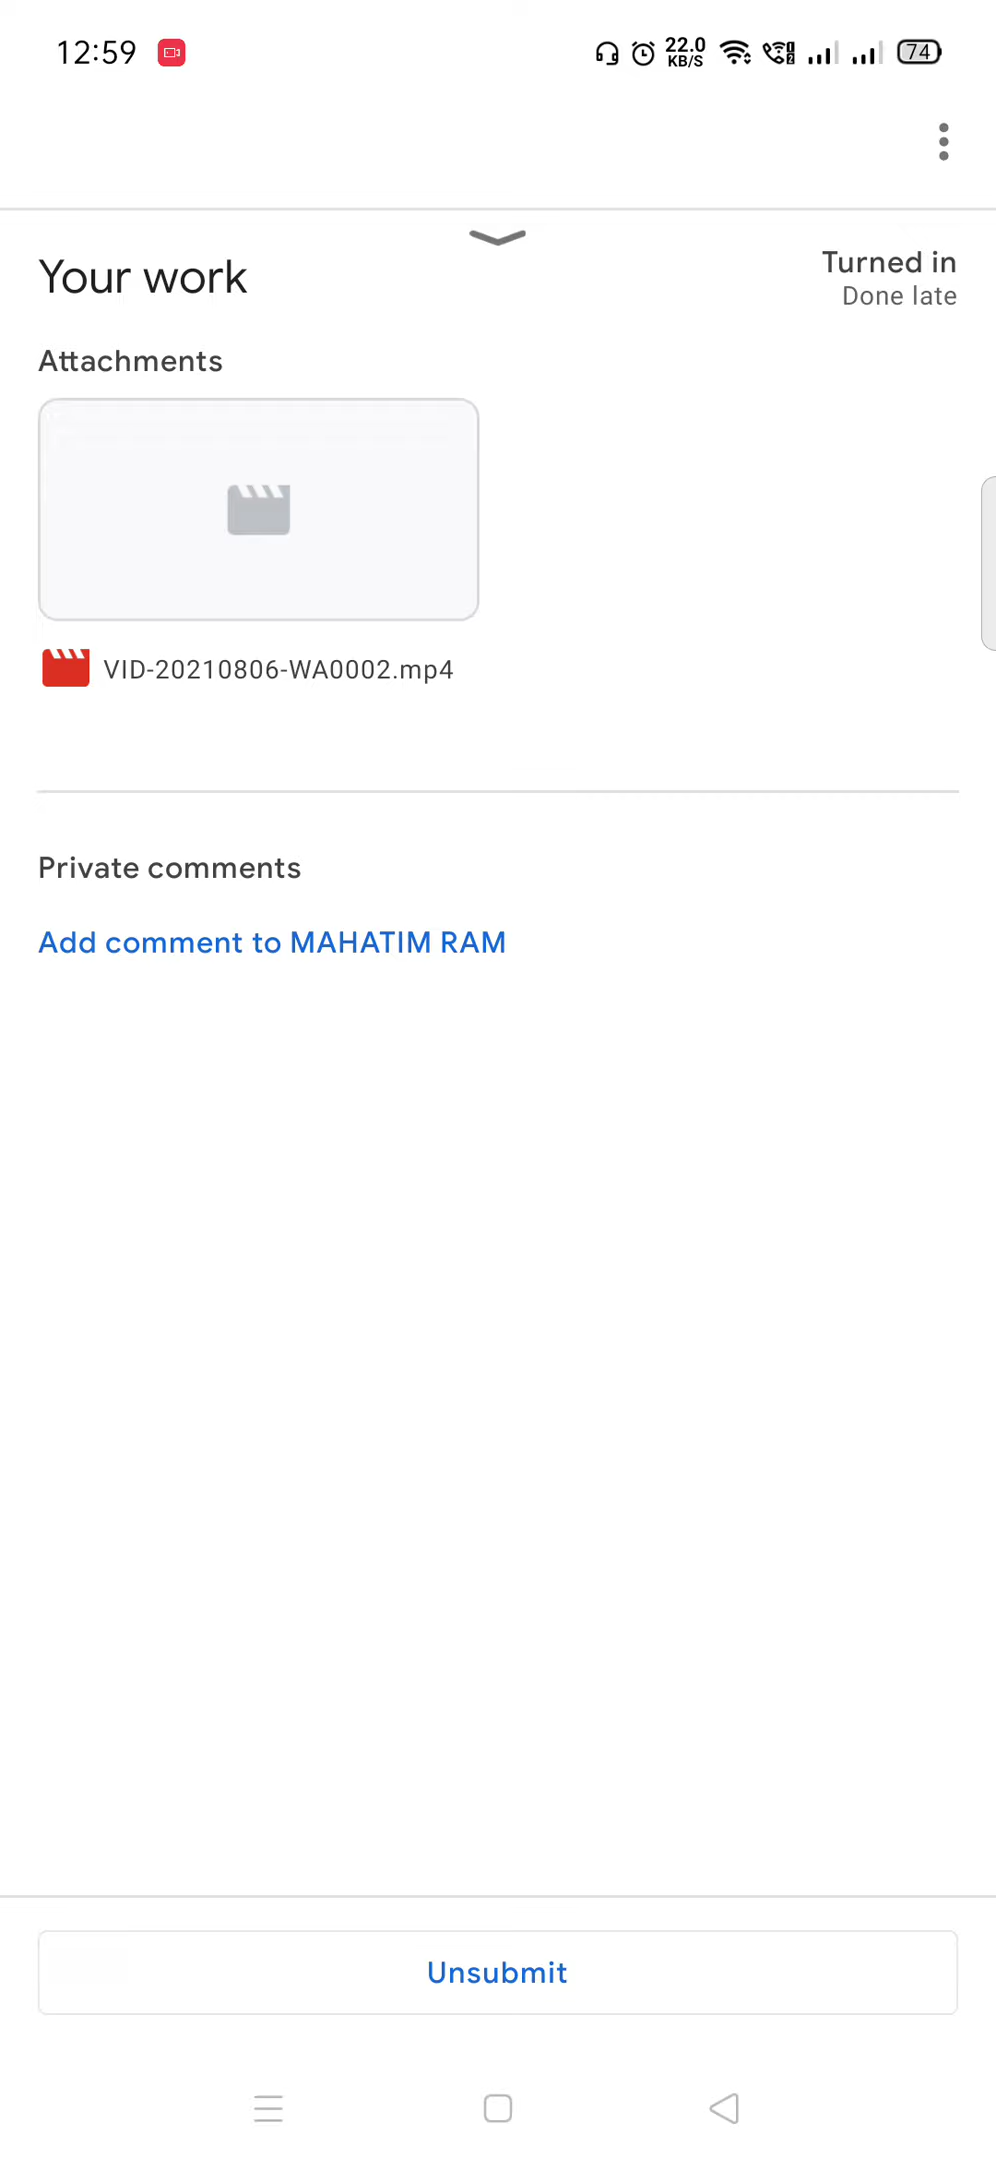 12:59
22.0
KB/S
74
Your work
Turned in
Done late
Attachments
VID-20210806-WA0002.mp4
Private comments
Add comment to MAHATIM RAM
Unsubmit